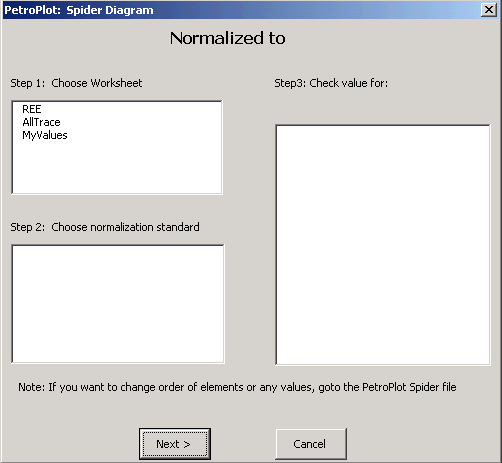 PetroPlot: Spider Diagram
Normalized to
Step 1: Choose Worksheet
REE
AllTrace
MyValues
Step 2: Choose normalization standard
Step3: Check value for:
Note: If you want to change order of elements or any values, goto the PetroPlot Spider file
Next >
Cancel